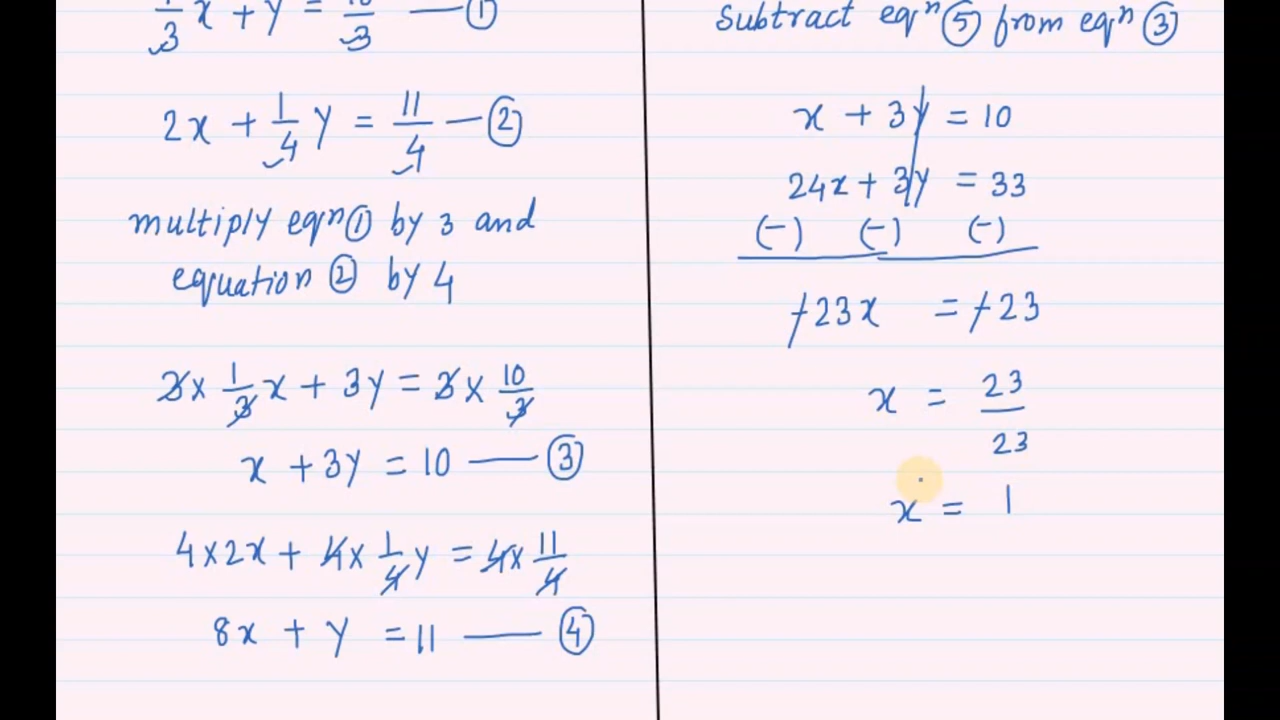 1/3 x + y = 10/3 —— ①
2x + 1/4 y = 11/4 — ②
multiply eqn ① by 3 and
equation ② by 4
3 × 1/3 x + 3y = 3 × 10/3
x + 3y = 10 —— ③
4 × 2x + 4 × 1/4 y = 4 × 11/4
8x + y = 11 —— ④
Subtract eqn ⑤ from eqn ③
x + 3y = 10
24x + 3y = 33
(-) (-) (-)
-23x = -23
x = 23/23
x = 1